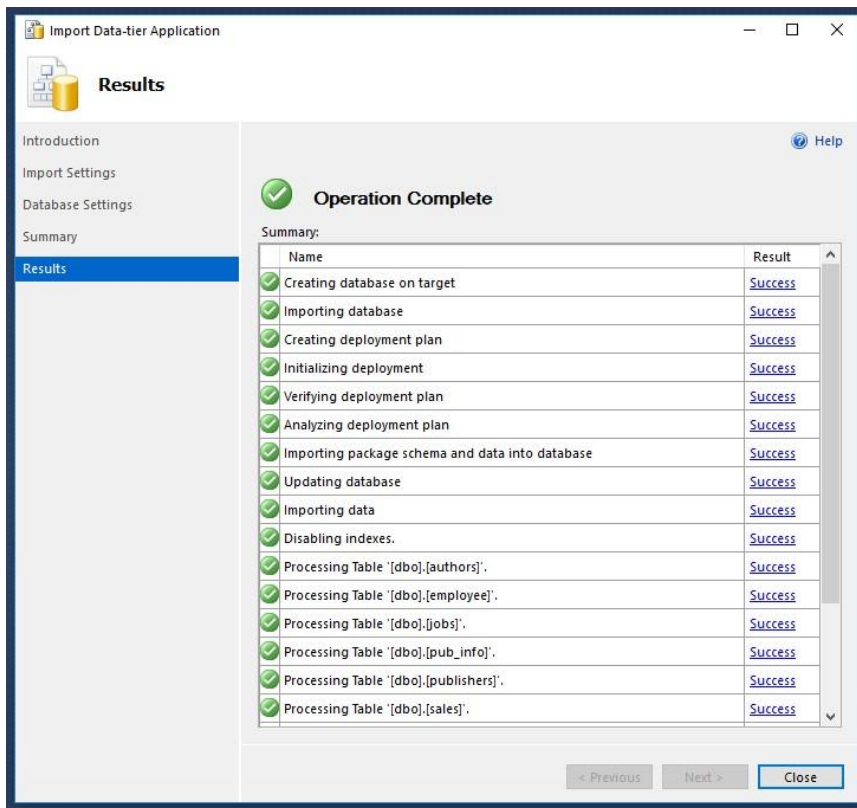 Import Data-tier Application
Results
Introduction
Import Settings
Database Settings
Summary
Results
Help
Operation Complete
Summary:
Name Result
Creating database on target Success
Importing database Success
Creating deployment plan Success
Initializing deployment Success
Verifying deployment plan Success
Analyzing deployment plan Success
Importing package schema and data into database Success
Updating database Success
Importing data Success
Disabling indexes. Success
Processing Table '[dbo].[authors]'. Success
Processing Table '[dbo].[employee]'. Success
Processing Table '[dbo].[jobs]'. Success
Processing Table '[dbo].[pub_info]'. Success
Processing Table '[dbo].[publishers]'. Success
Processing Table '[dbo].[sales]'. Success
< Previous Next > Close